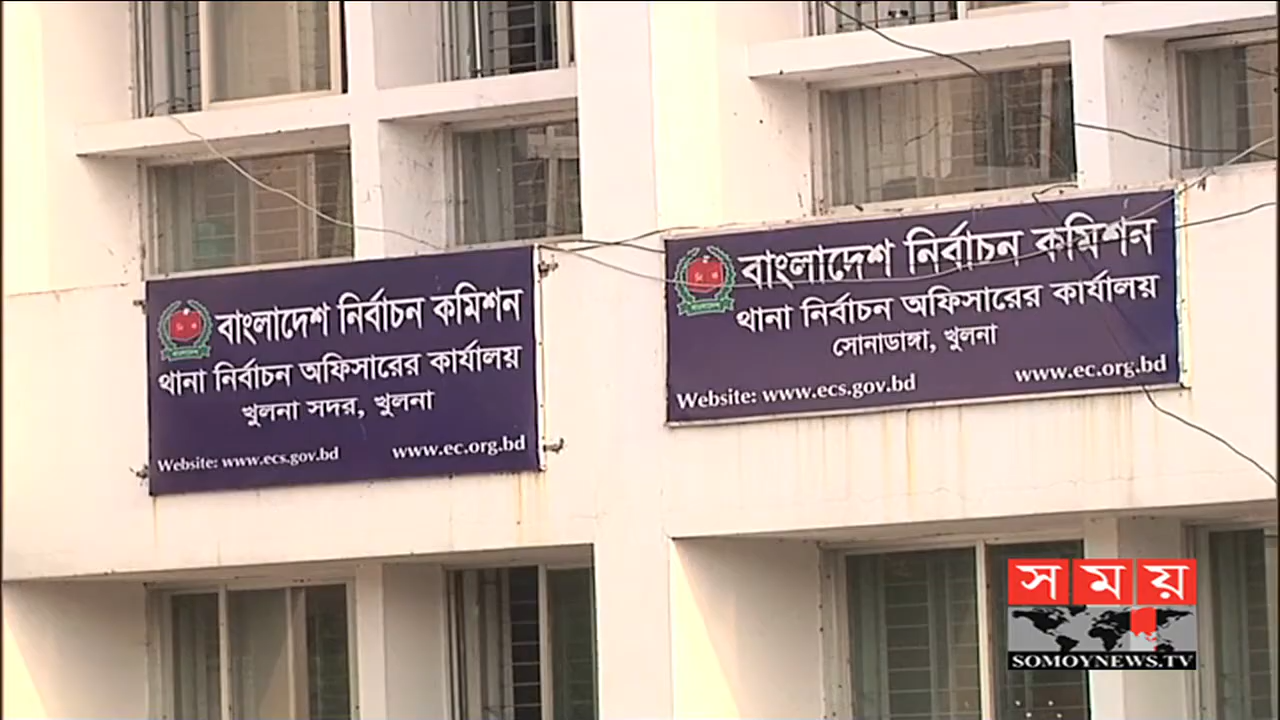 বাংলাদেশ নির্বাচন কমিশন
থানা নির্বাচন অফিসারের কার্যালয়
খুলনা সদর, খুলনা
Website: www.ecs.gov.bd www.ec.org.bd
বাংলাদেশ নির্বাচন কমিশন
থানা নির্বাচন অফিসারের কার্যালয়
সোনাডাঙ্গা, খুলনা
Website: www.ecs.gov.bd www.ec.org.bd
সময়
SOMOYNEWS.TV